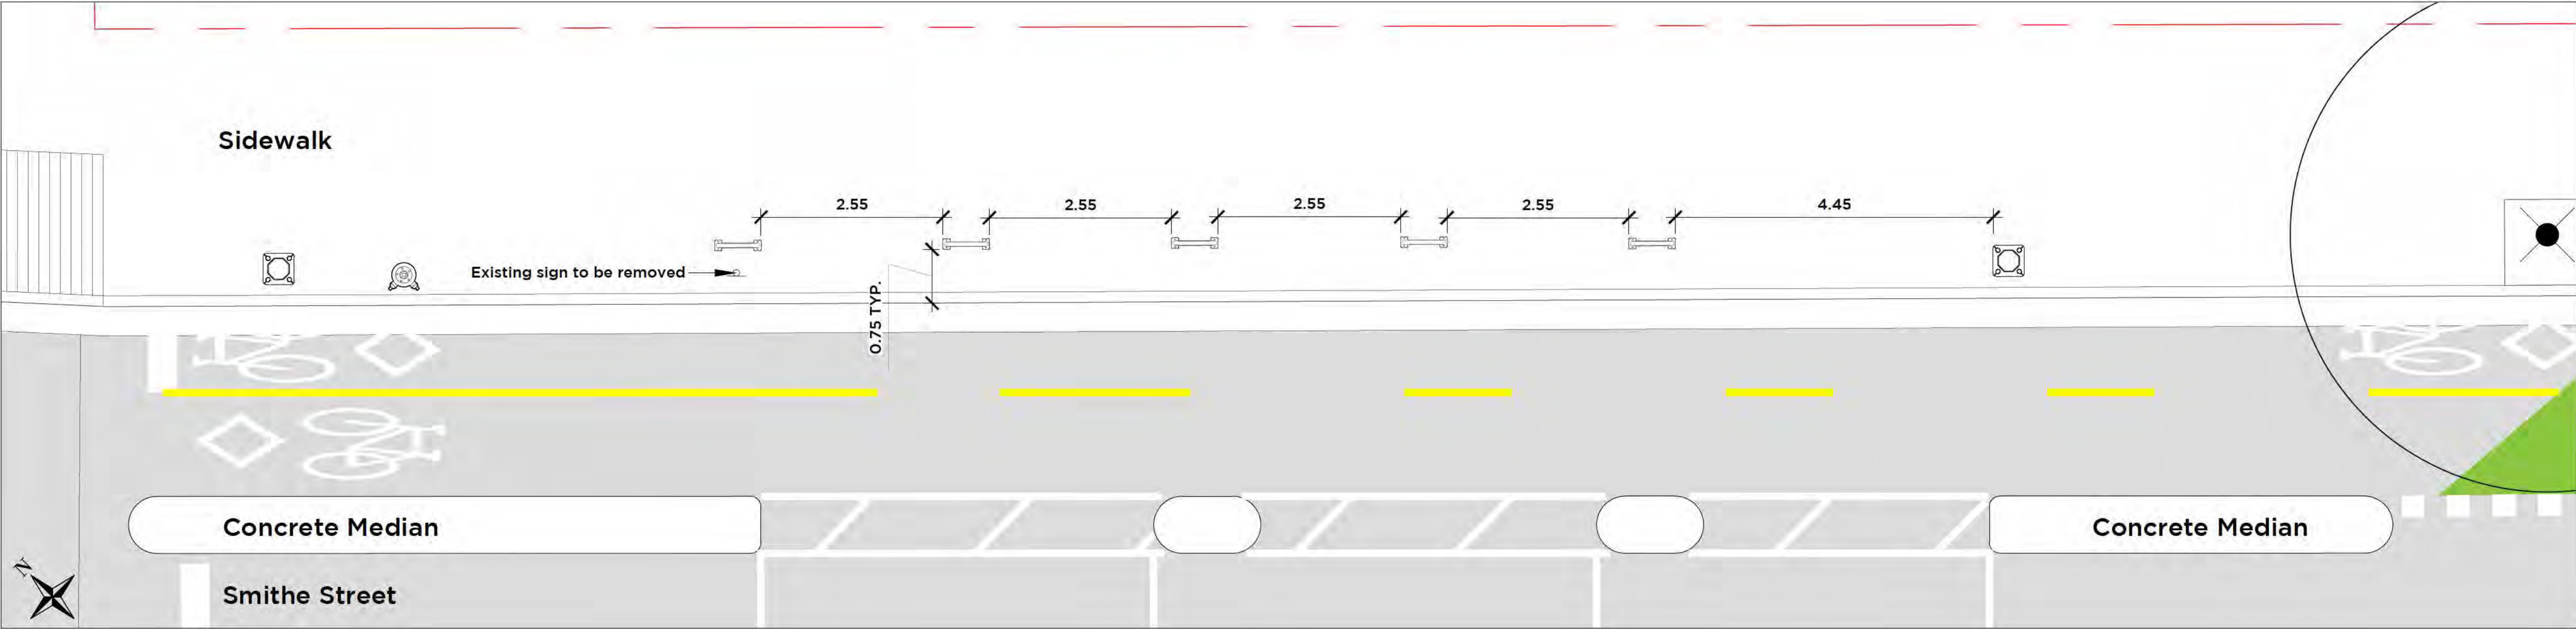 Sidewalk
2.55
2.55
2.55
2.55
4.45
Existing sign to be removed
0.75 TYP.
Concrete Median
Concrete Median
N
Smithe Street